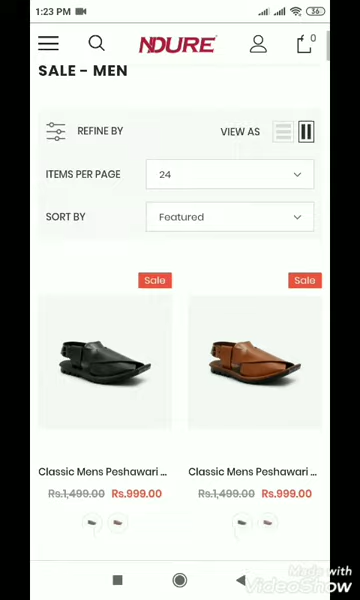 1:23 PM
36
NDURE
0
SALE - MEN
REFINE BY
VIEW AS
ITEMS PER PAGE
24
SORT BY
Featured
Sale
Sale
Classic Mens Peshawari ...
Classic Mens Peshawari ...
Rs.1,499.00 Rs.999.00
Rs.1,499.00 Rs.999.00
Made with
VideoShow